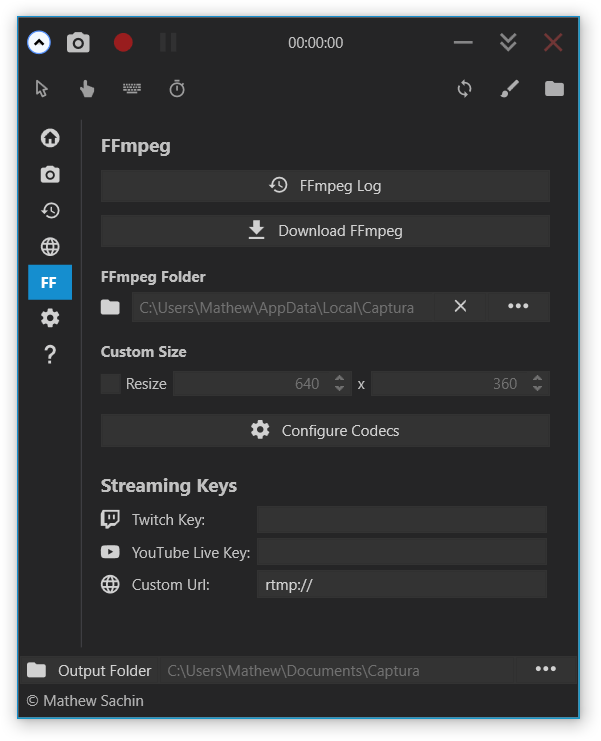 00:00:00
FFmpeg
FFmpeg Log
Download FFmpeg
FF
FFmpeg Folder
C:\Users\Mathew\AppData\Local\Captura
Custom Size
Resize 640 x 360
Configure Codecs
Streaming Keys
Twitch Key:
YouTube Live Key:
Custom Url: rtmp://
Output Folder C:\Users\Mathew\Documents\Captura
© Mathew Sachin